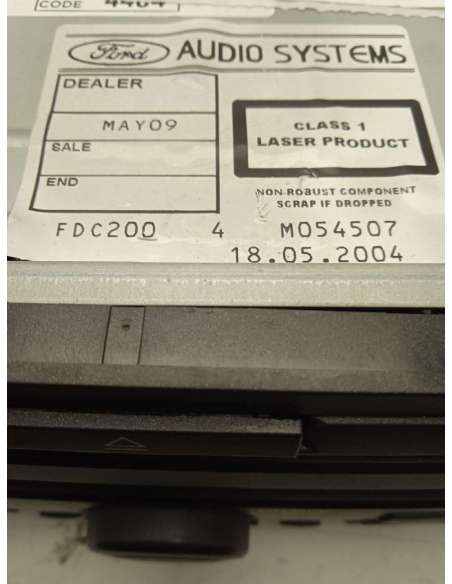 CODE 4464
Ford AUDIO SYSTEMS
DEALER
MAY09
SALE
END
CLASS 1
LASER PRODUCT
NON-ROBUST COMPONENT
SCRAP IF DROPPED
FDC200 4 M054507
18.05.2004